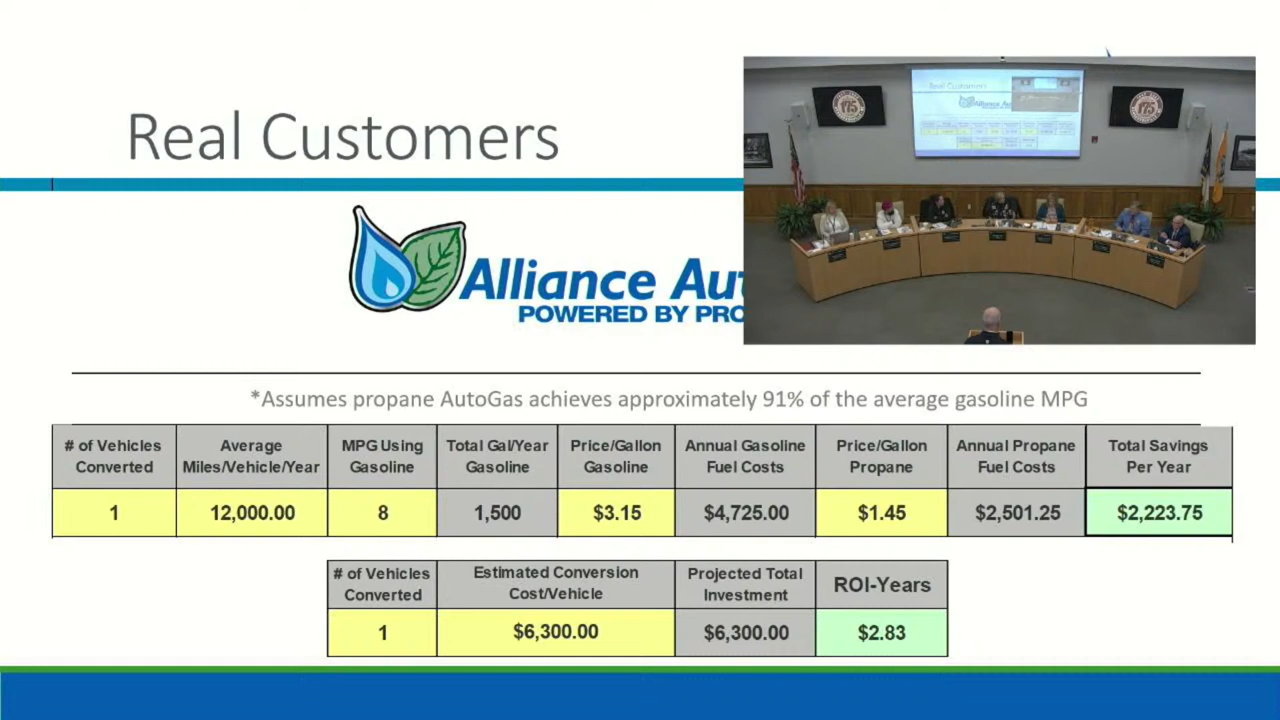 Real Customers
Alliance Au
POWERED BY PRO
*Assumes propane AutoGas achieves approximately 91% of the average gasoline MPG
# of Vehicles Converted Average Miles/Vehicle/Year MPG Using Gasoline Total Gal/Year Gasoline Price/Gallon Gasoline Annual Gasoline Fuel Costs Price/Gallon Propane Annual Propane Fuel Costs Total Savings Per Year
1 12,000.00 8 1,500 $3.15 $4,725.00 $1.45 $2,501.25 $2,223.75
# of Vehicles Converted Estimated Conversion Cost/Vehicle Projected Total Investment ROI-Years
1 $6,300.00 $6,300.00 $2.83
175
Real Customers
175